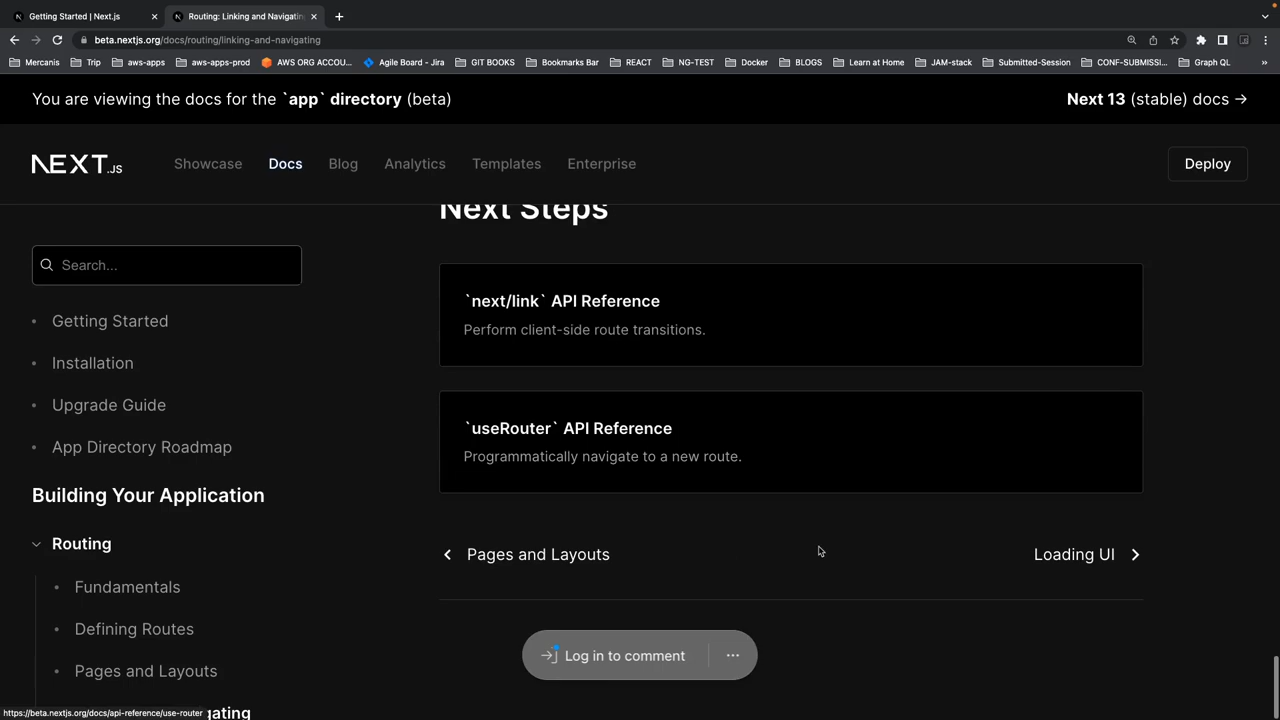 Getting Started | Next.js
Routing: Linking and Navigatin
beta.nextjs.org/docs/routing/linking-and-navigating
Mercanis
Trip
aws-apps
aws-apps-prod
AWS ORG ACCOU...
Agile Board - Jira
GIT BOOKS
Bookmarks Bar
REACT
NG-TEST
Docker
BLOGS
Learn at Home
JAM-stack
Submitted-Session
CONF-SUBMISSI...
Graph QL
»
You are viewing the docs for the `app` directory (beta)
Next 13 (stable) docs →
NEXT.JS
Showcase
Docs
Blog
Analytics
Templates
Enterprise
Deploy
Next Steps
Search...
Getting Started
Installation
Upgrade Guide
App Directory Roadmap
Building Your Application
Routing
Fundamentals
Defining Routes
Pages and Layouts
gating
`next/link` API Reference
Perform client-side route transitions.
`useRouter` API Reference
Programmatically navigate to a new route.
Pages and Layouts
Loading UI
Log in to comment
https://beta.nextjs.org/docs/api-reference/use-router